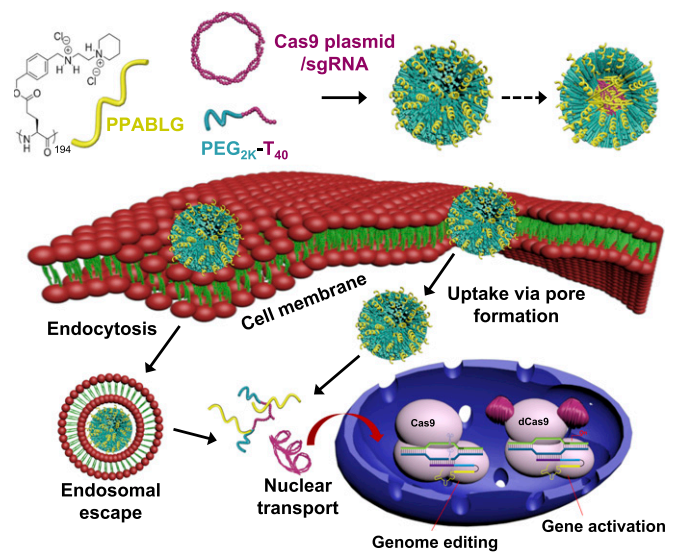 Cl⊖
H
N
⊕
H
N
⊕
Cl⊖
O
O
N
H
O
194
PPABLG
Cas9 plasmid
/sgRNA
PEG2K-T40
Cell membrane
Endocytosis
Uptake via pore
formation
Endosomal
escape
Nuclear
transport
Cas9
dCas9
Genome editing
Gene activation